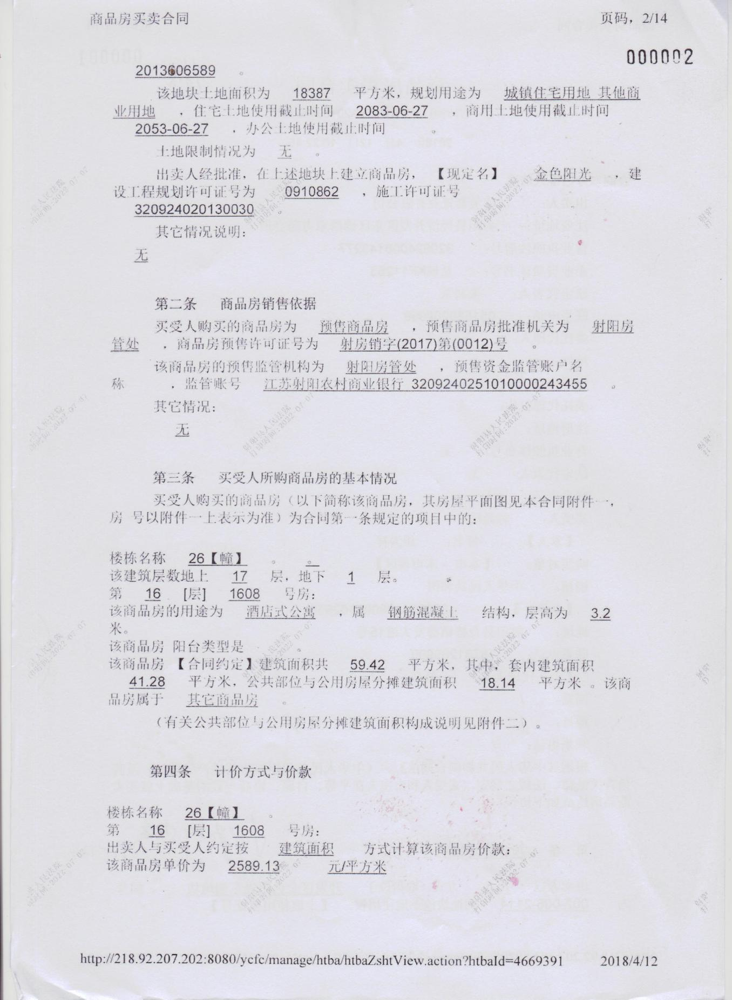 商品房买卖合同 页码，2/14
000002
2013606589 。
该地块土地面积为 18387 平方米，规划用途为 城镇住宅用地 其他商
业用地 ，住宅土地使用截止时间 2083-06-27 ，商用土地使用截止时间
2053-06-27 ，办公土地使用截止时间 。
土地限制情况为 无 。
出卖人经批准，在上述地块上建立商品房， 【现定名】 金色阳光 ，建
设工程规划许可证号为 0910862 ，施工许可证号
320924020130030 。
其它情况说明：
无
第二条 商品房销售依据
买受人购买的商品房为 预售商品房 ，预售商品房批准机关为 射阳房
管处 ，商品房预售许可证号为 射房销字(2017)第(0012)号 。
该商品房的预售监管机构为 射阳房管处 ，预售资金监管账户名
称 ，监管账号 江苏射阳农村商业银行 3209240251010000243455 。
其它情况：
无
第三条 买受人所购商品房的基本情况
买受人购买的商品房（以下简称该商品房，其房屋平面图见本合同附件一，
房 号以附件一上表示为准）为合同第一条规定的项目中的：
楼栋名称 26【幢】 。 。
该建筑层数地上 17 层，地下 1 层。
第 16 [层] 1608 号房：
该商品房的用途为 酒店式公寓 ，属 钢筋混凝土 结构，层高为 3.2
米。
该商品房 阳台类型是 。
该商品房 【合同约定】建筑面积共 59.42 平方米，其中，套内建筑面积
41.28 平方米，公共部位与公用房屋分摊建筑面积 18.14 平方米 。该商
品房属于 其它商品房 。
（有关公共部位与公用房屋分摊建筑面积构成说明见附件二）。
第四条 计价方式与价款
楼栋名称 26【幢】 。
第 16 [层] 1608 号房：
出卖人与买受人约定按 建筑面积 方式计算该商品房价款：
该商品房单价为 2589.13 元/平方米
射阳县人民法院
打印时间：2022-07-07
http://218.92.207.202:8080/ycfc/manage/htba/htbaZshtView.action?htbaId=4669391 2018/4/12